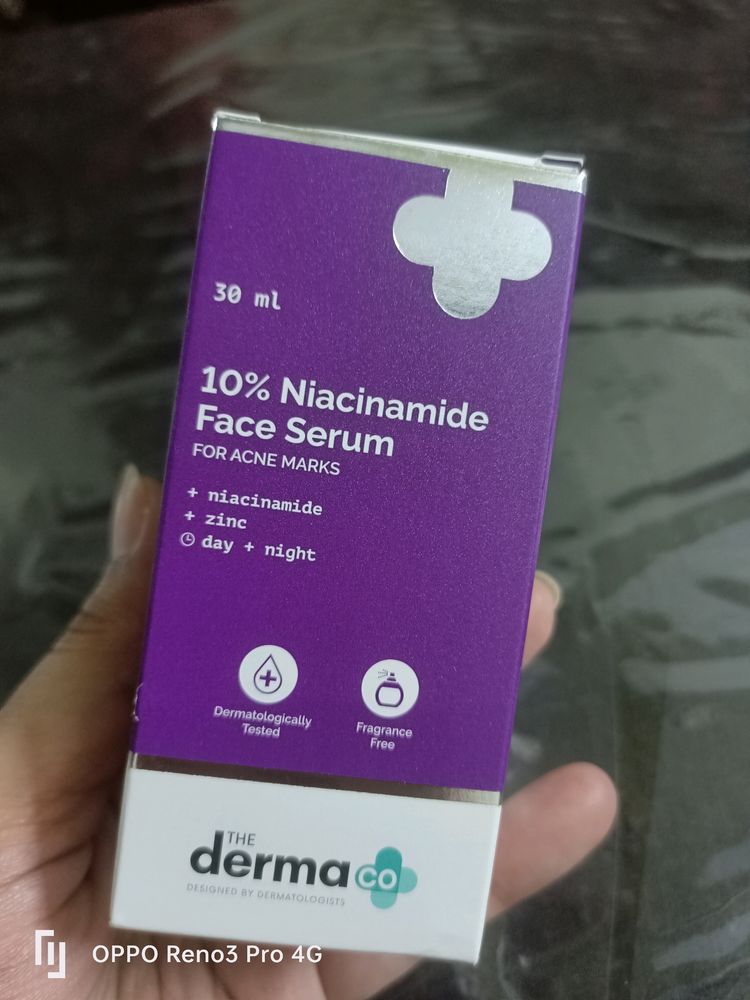 30 ml
10% Niacinamide
Face Serum
FOR ACNE MARKS
+ niacinamide
+ zinc
day + night
Dermatologically
Tested
Fragrance
Free
THE
derma co
DESIGNED BY DERMATOLOGISTS
OPPO Reno3 Pro 4G